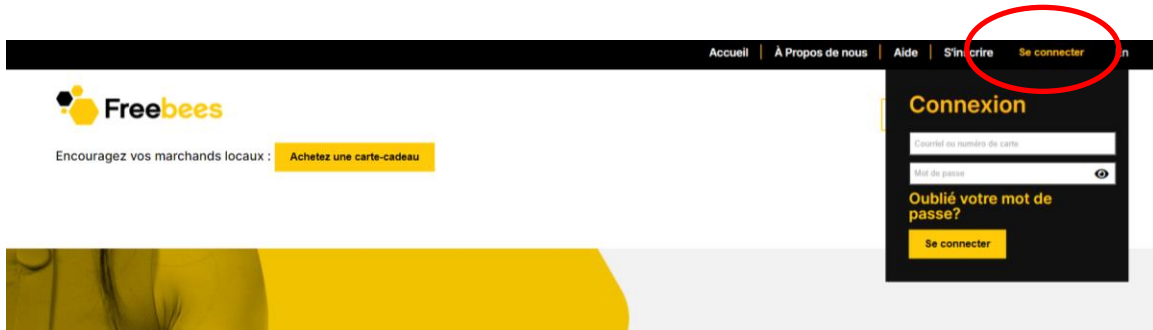 Accueil À Propos de nous Aide S'inscrire Se connecter En
Freebees
Connexion
Encouragez vos marchands locaux : Achetez une carte-cadeau
Courriel ou numéro de carte
Mot de passe
Oublié votre mot de
passe?
Se connecter